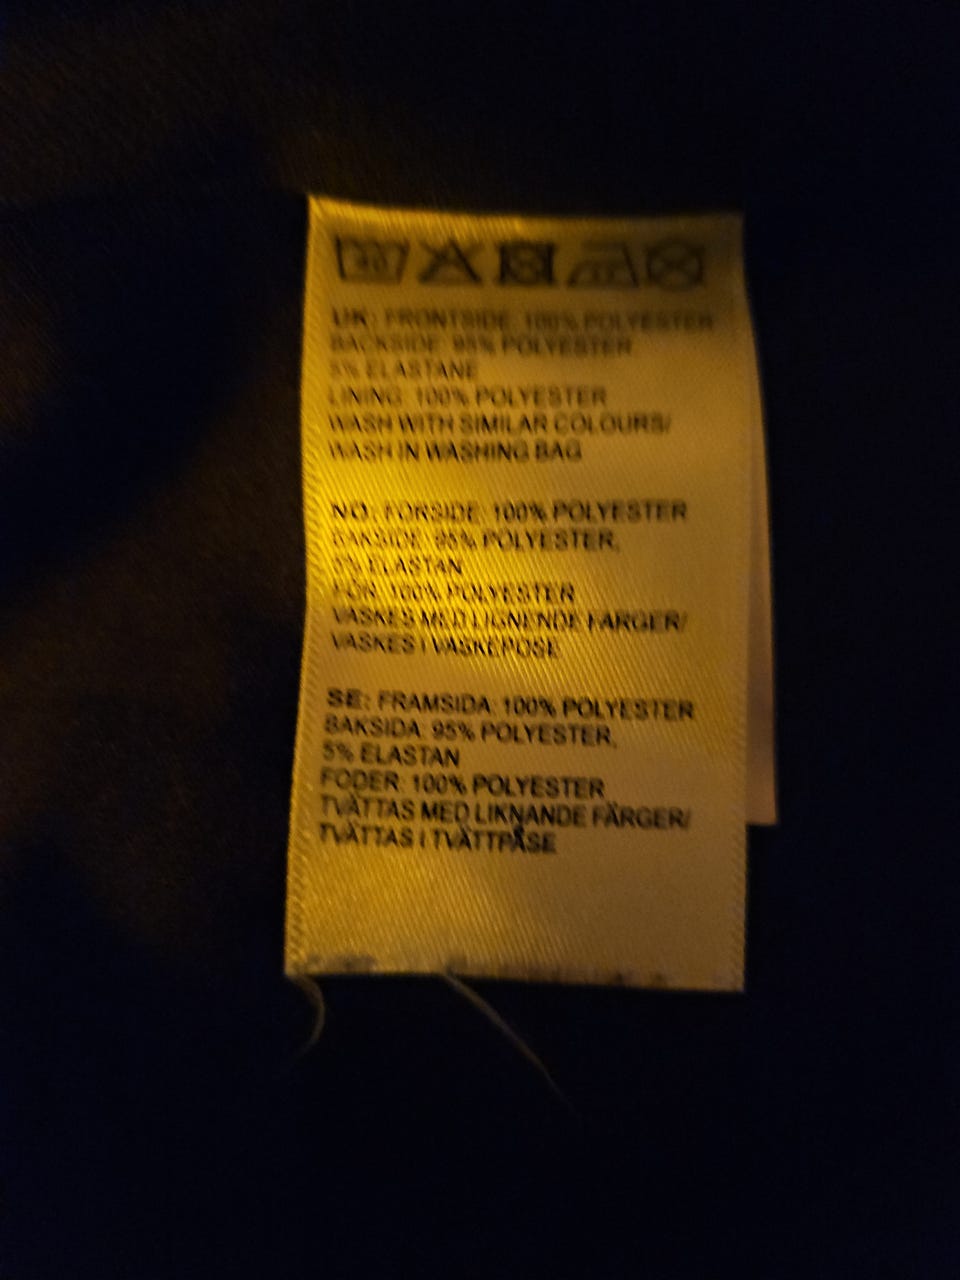 UK: FRONTSIDE: 100% POLYESTER
BACKSIDE: 95% POLYESTER
5% ELASTANE
LINING: 100% POLYESTER
WASH WITH SIMILAR COLOURS/
WASH IN WASHING BAG
NO: FORSIDE: 100% POLYESTER
BAKSIDE: 95% POLYESTER,
5% ELASTAN
FÔR: 100% POLYESTER
VASKES MED LIGNENDE FARGER/
VASKES I VASKEPOSE
SE: FRAMSIDA: 100% POLYESTER
BAKSIDA: 95% POLYESTER,
5% ELASTAN
FODER: 100% POLYESTER
TVÄTTAS MED LIKNANDE FÄRGER/
TVÄTTAS I TVÄTTPÅSE